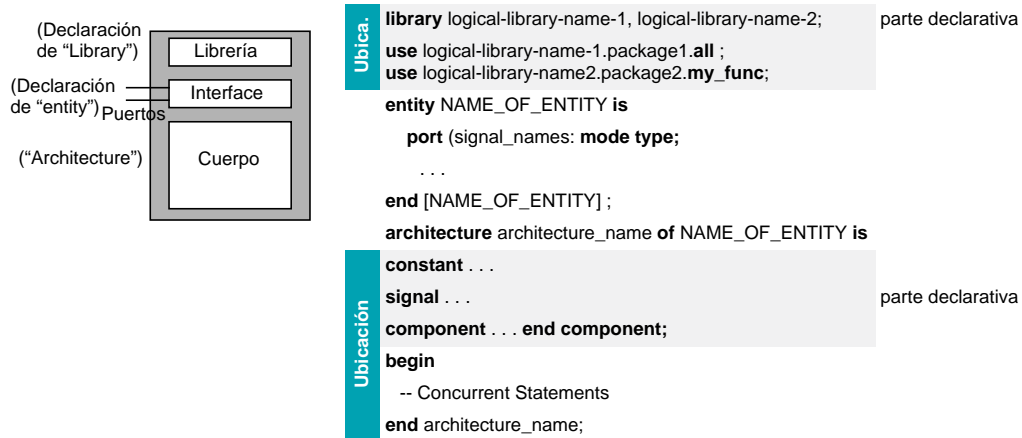 (Declaración
de “Library”)
Librería
(Declaración
de “entity”)
Puertos
Interface
(“Architecture”)
Cuerpo
Ubica.
library logical-library-name-1, logical-library-name-2;
parte declarativa
use logical-library-name-1.package1.all ;
use logical-library-name2.package2.my_func;
entity NAME_OF_ENTITY is
port (signal_names: mode type;
. . .
end [NAME_OF_ENTITY] ;
architecture architecture_name of NAME_OF_ENTITY is
Ubicación
constant . . .
signal . . .
parte declarativa
component . . . end component;
begin
-- Concurrent Statements
end architecture_name;